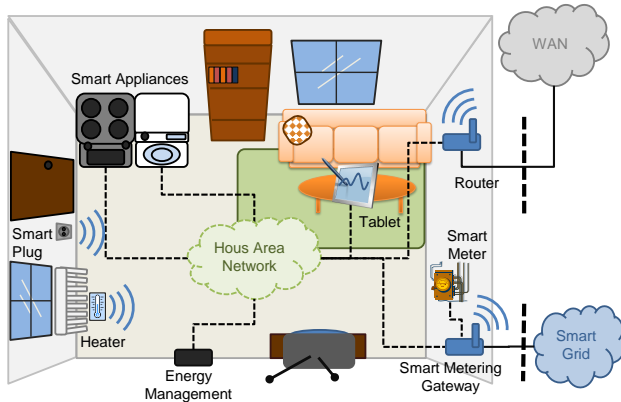 WAN
Smart Appliances
Router
Tablet
Smart
Plug
Hous Area
Network
Smart
Meter
Heater
Energy
Management
Smart Metering
Gateway
Smart
Grid